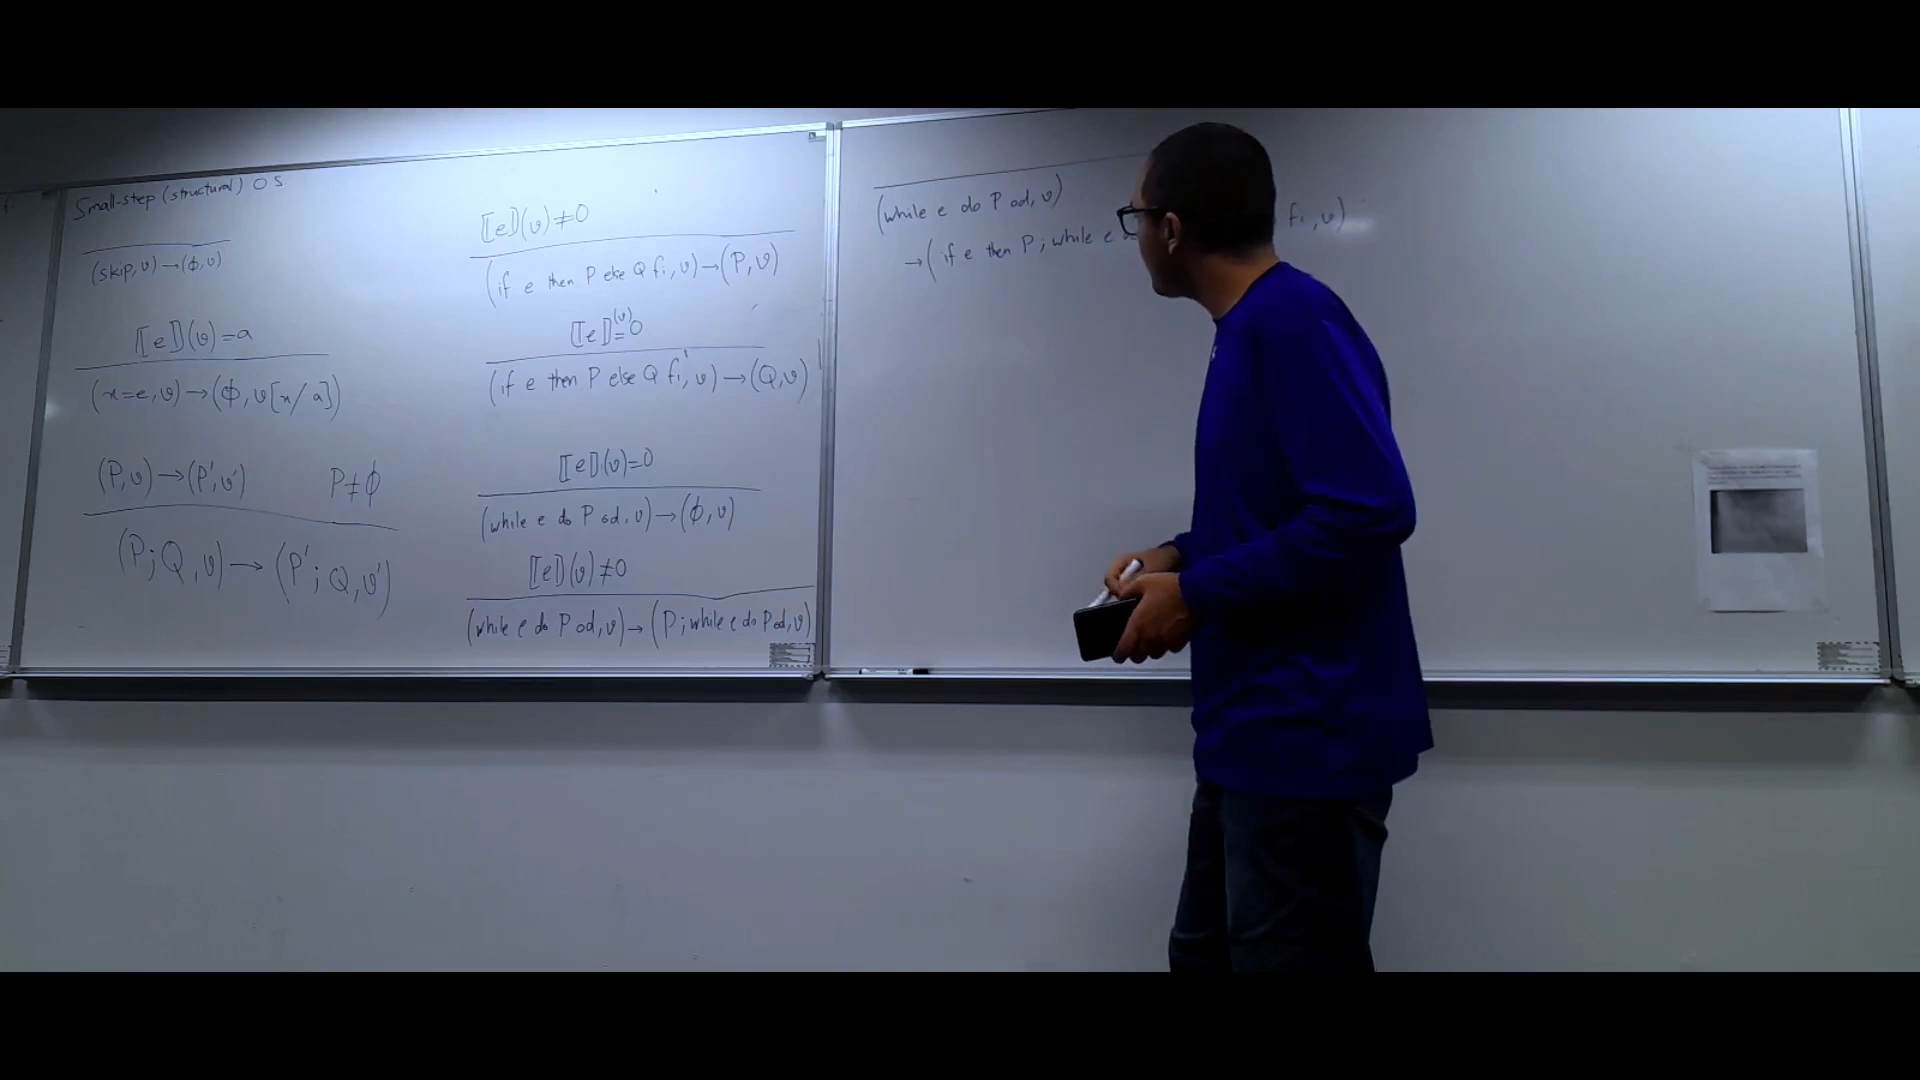 Small-step (structural) OS
(skip, v) → (ϕ, v)
⟦e⟧(v) = a
(x=e, v) → (ϕ, v[x/a])
(P, v) → (P', v') P ≠ ϕ
(P; Q, v) → (P'; Q, v')
⟦e⟧(v) ≠ 0
(if e then P else Q fi, v) → (P, v)
⟦e⟧(v) = 0
(if e then P else Q fi, v) → (Q, v)
⟦e⟧(v) = 0
(while e do P od, v) → (ϕ, v)
⟦e⟧(v) ≠ 0
(while e do P od, v) → (P; while e do P od, v)
(while e do P od, v)
→ (if e then P; while e fi, v)